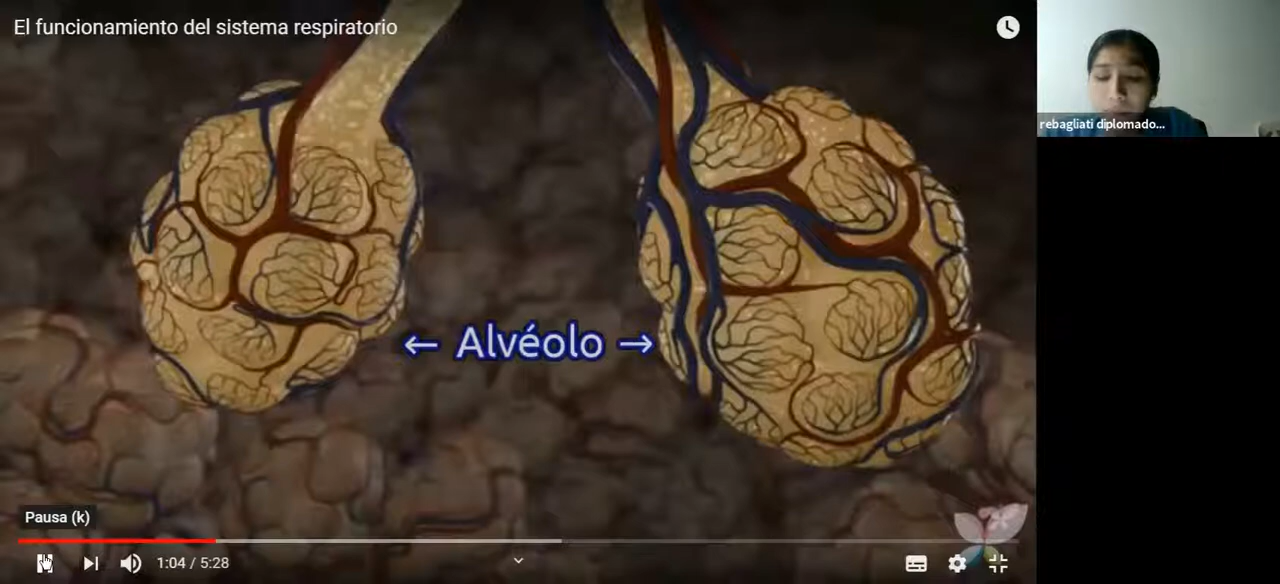 El funcionamiento del sistema respiratorio
rebagliati diplomado...
← Alvéolo →
Pausa (k)
1:04 / 5:28